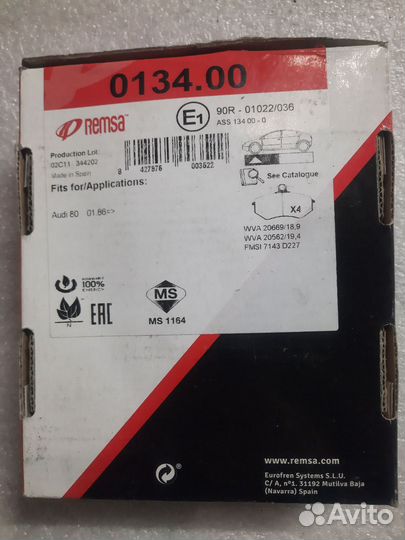 0134.00
Remsa
E1
90R - 01022/036
ASS 134 00 - 0
Production Lot:
02C11 344202
Made in Spain
8 427975 003522
See Catalogue
Fits for/Applications:
Audi 80 01.86=>
X4
WVA 20669/18,9
WVA 20562/19,4
FMSI 7143 D227
100%
ENERGY
N
EAC
MS
MS 1164
www.remsa.com
Eurofren Systems S.L.U.
C/ A, nº1. 31192 Mutilva Baja
(Navarra) Spain
Avito